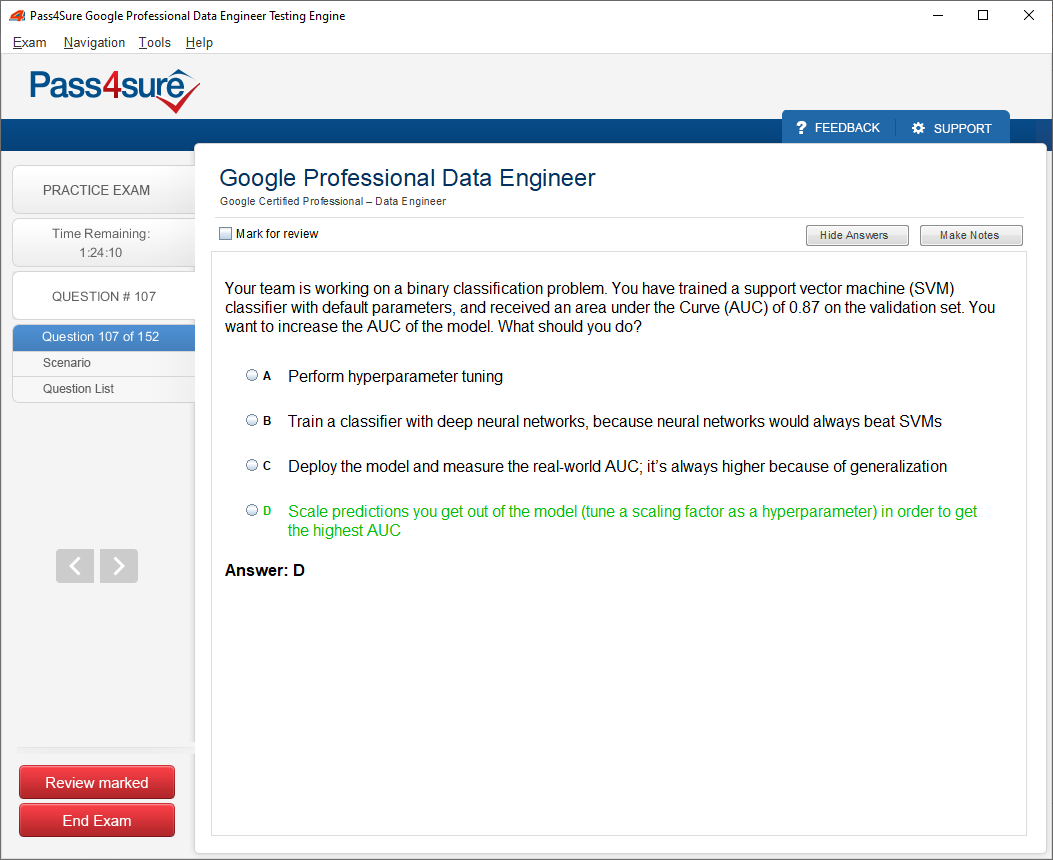 Pass4Sure Google Professional Data Engineer Testing Engine
Exam Navigation Tools Help
Pass4sure
? FEEDBACK SUPPORT
PRACTICE EXAM
Time Remaining:
1:24:10
QUESTION # 107
Question 107 of 152
Scenario
Question List
Review marked
End Exam
Google Professional Data Engineer
Google Certified Professional – Data Engineer
Mark for review
Hide Answers Make Notes
Your team is working on a binary classification problem. You have trained a support vector machine (SVM)
classifier with default parameters, and received an area under the Curve (AUC) of 0.87 on the validation set. You
want to increase the AUC of the model. What should you do?
A Perform hyperparameter tuning
B Train a classifier with deep neural networks, because neural networks would always beat SVMs
C Deploy the model and measure the real-world AUC; it’s always higher because of generalization
D Scale predictions you get out of the model (tune a scaling factor as a hyperparameter) in order to get
the highest AUC
Answer: D